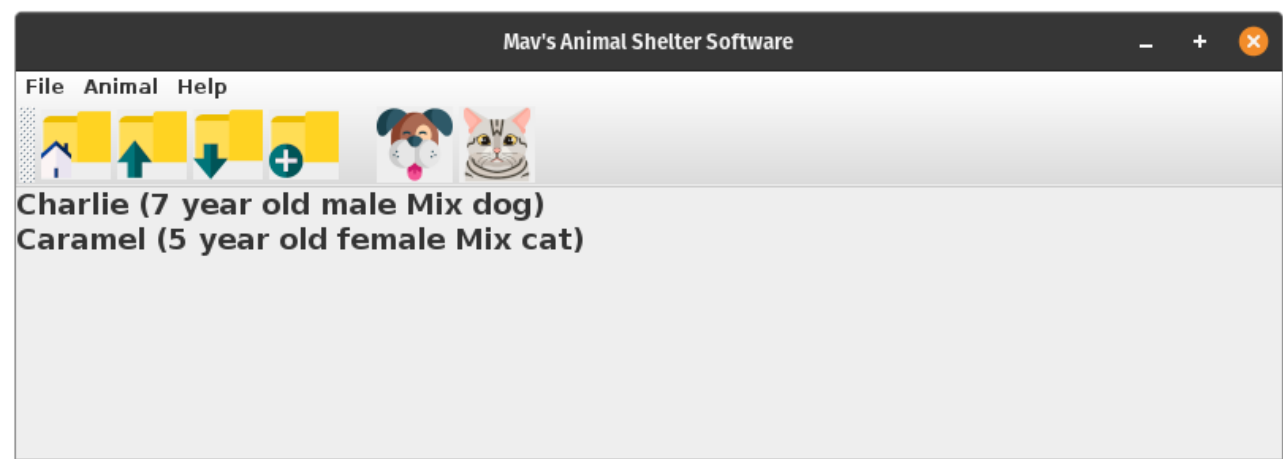 Mav's Animal Shelter Software
File Animal Help
Charlie (7 year old male Mix dog)
Caramel (5 year old female Mix cat)